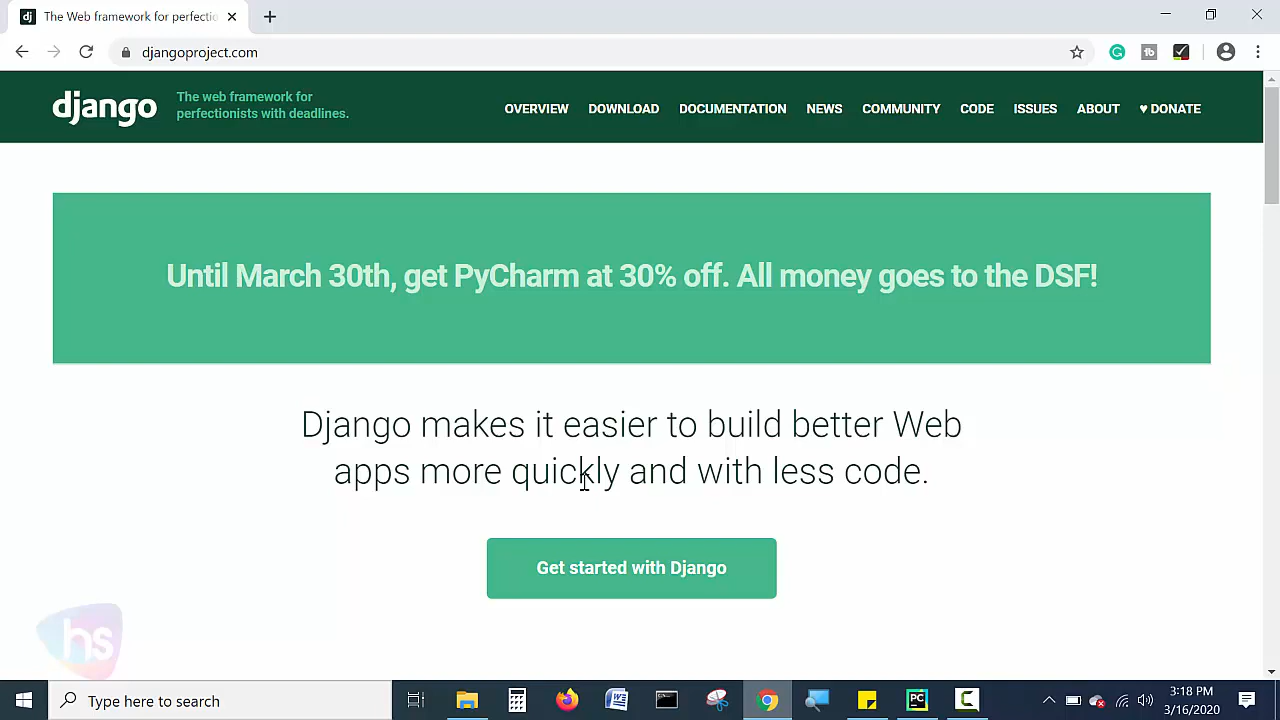 dj The Web framework for perfectio
djangoproject.com
django
The web framework for
perfectionists with deadlines.
OVERVIEW DOWNLOAD DOCUMENTATION NEWS COMMUNITY CODE ISSUES ABOUT ♥ DONATE
Until March 30th, get PyCharm at 30% off. All money goes to the DSF!
Django makes it easier to build better Web
apps more quickly and with less code.
Get started with Django
hs
Type here to search
PC
3:18 PM
3/16/2020